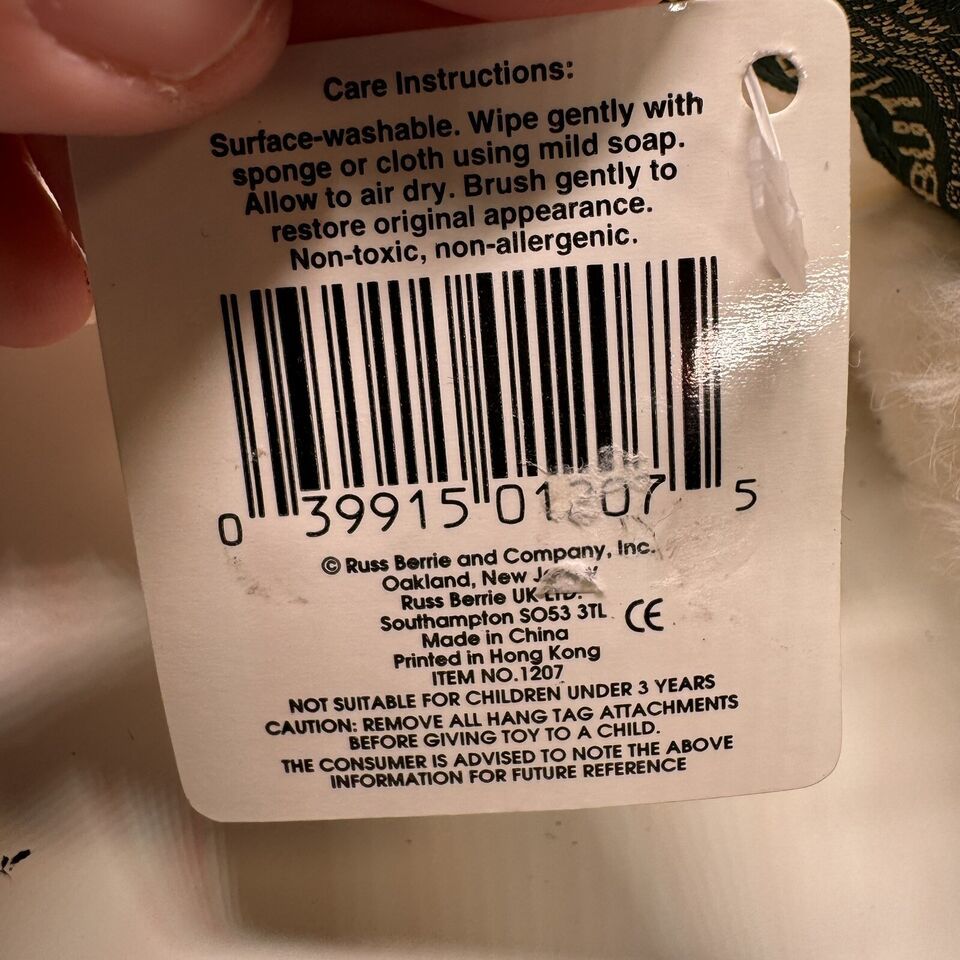 Care Instructions:
Surface-washable. Wipe gently with
sponge or cloth using mild soap.
Allow to air dry. Brush gently to
restore original appearance.
Non-toxic, non-allergenic.
0 39915 01207 5
© Russ Berrie and Company, Inc.
Oakland, New
Russ Berrie UK LTD.
Southampton SO53 3TL
CE
Made in China
Printed in Hong Kong
ITEM NO.1207
NOT SUITABLE FOR CHILDREN UNDER 3 YEARS
CAUTION: REMOVE ALL HANG TAG ATTACHMENTS
BEFORE GIVING TOY TO A CHILD.
THE CONSUMER IS ADVISED TO NOTE THE ABOVE
INFORMATION FOR FUTURE REFERENCE